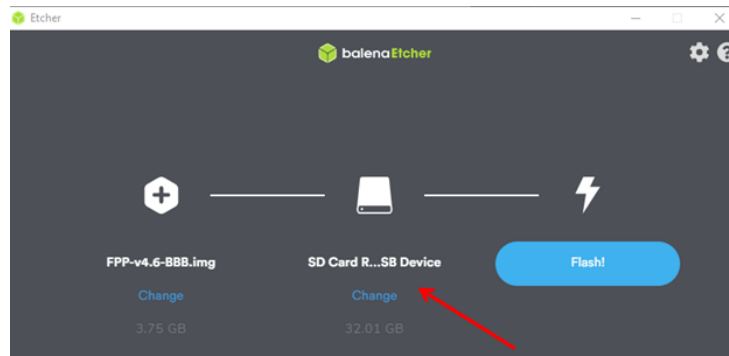 Etcher
balenaEtcher
FPP-v4.6-BBB.img
SD Card R...SB Device
Flash!
Change
Change
3.75 GB
32.01 GB